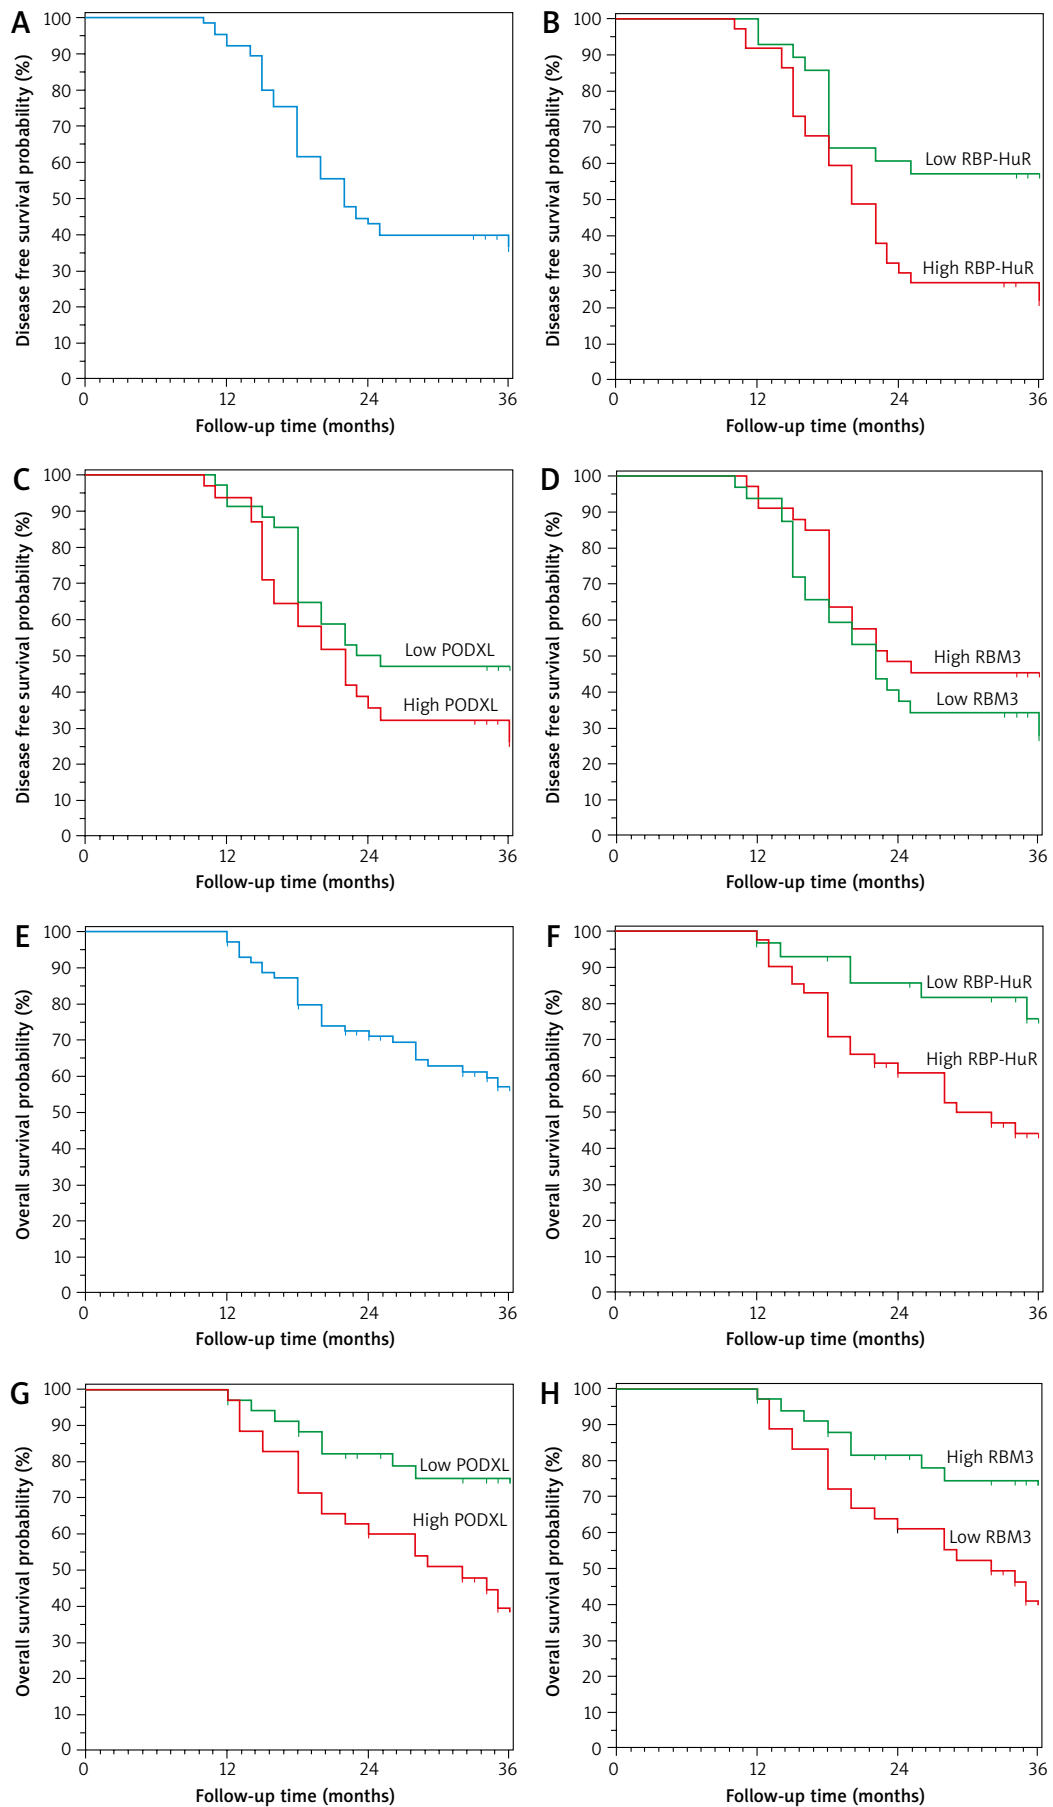 A
Disease free survival probability (%)
100
90
80
70
60
50
40
30
20
10
0
0 12 24 36
Follow-up time (months)
B
Disease free survival probability (%)
100
90
80
70
60
50
40
30
20
10
0
Low RBP-HuR
High RBP-HuR
0 12 24 36
Follow-up time (months)
C
Disease free survival probability (%)
100
90
80
70
60
50
40
30
20
10
0
Low PODXL
High PODXL
0 12 24 36
Follow-up time (months)
D
Disease free survival probability (%)
100
90
80
70
60
50
40
30
20
10
0
High RBM3
Low RBM3
0 12 24 36
Follow-up time (months)
E
Overall survival probability (%)
100
90
80
70
60
50
40
30
20
10
0
0 12 24 36
Follow-up time (months)
F
Overall survival probability (%)
100
90
80
70
60
50
40
30
20
10
0
Low RBP-HuR
High RBP-HuR
0 12 24 36
Follow-up time (months)
G
Overall survival probability (%)
100
90
80
70
60
50
40
30
20
10
0
Low PODXL
High PODXL
0 12 24 36
Follow-up time (months)
H
Overall survival probability (%)
100
90
80
70
60
50
40
30
20
10
0
High RBM3
Low RBM3
0 12 24 36
Follow-up time (months)